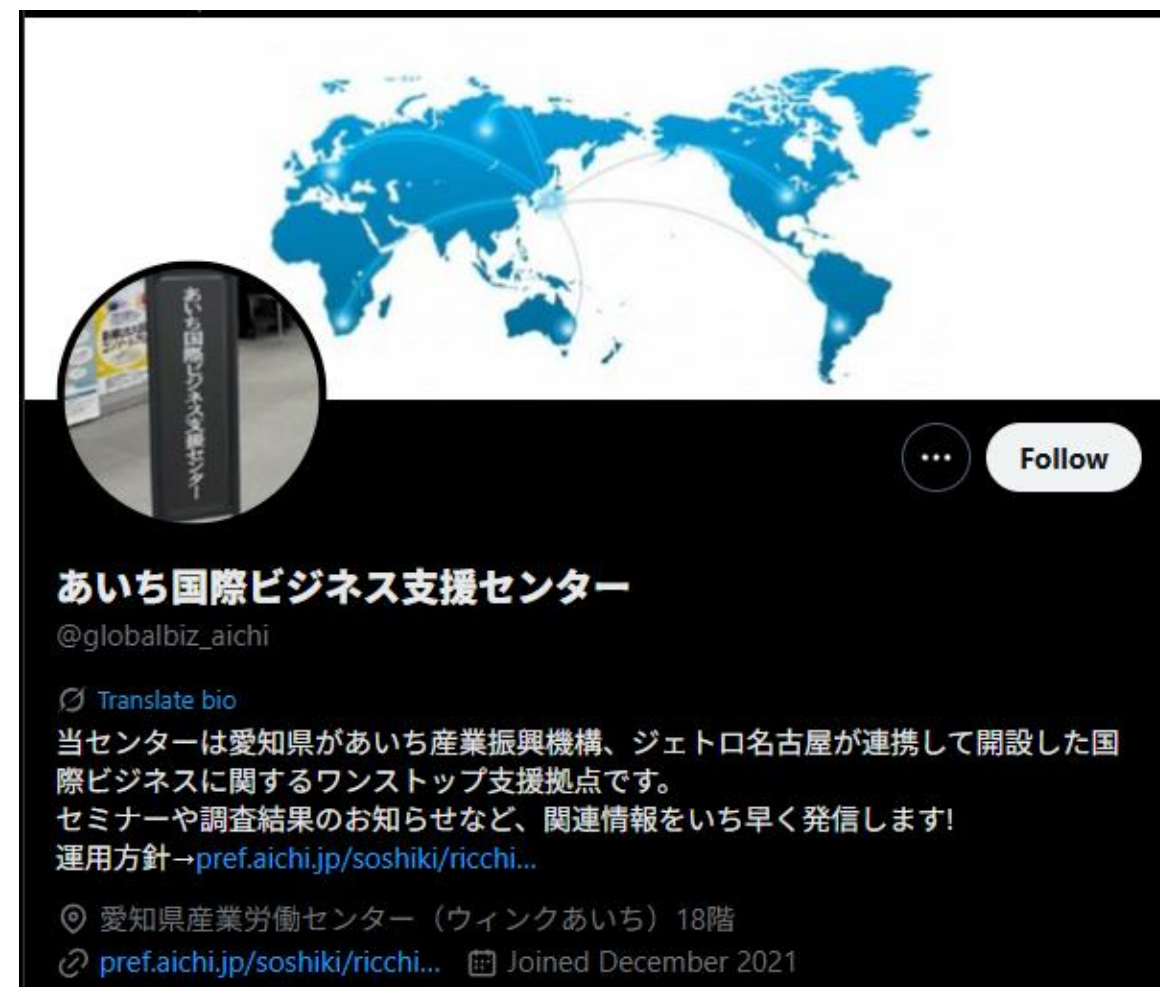 あいち国際ビジネス支援センター
Follow
あいち国際ビジネス支援センター
@globalbiz_aichi
Translate bio
当センターは愛知県があいち産業振興機構、ジェトロ名古屋が連携して開設した国
際ビジネスに関するワンストップ支援拠点です。
セミナーや調査結果のお知らせなど、関連情報をいち早く発信します!
運用方針→pref.aichi.jp/soshiki/ricchi...
愛知県産業労働センター（ウィンクあいち）18階
pref.aichi.jp/soshiki/ricchi... Joined December 2021